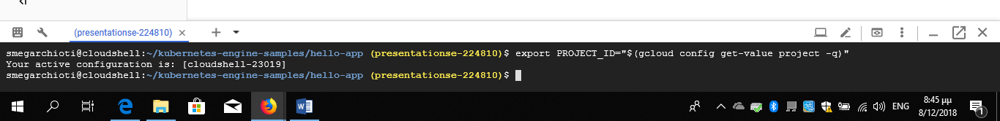 (presentationse-224810)
smegarchioti@cloudshell:~/kubernetes-engine-samples/hello-app (presentationse-224810)$ export PROJECT_ID="$(gcloud config get-value project -q)"
Your active configuration is: [cloudshell-23019]
smegarchioti@cloudshell:~/kubernetes-engine-samples/hello-app (presentationse-224810)$
ENG
8:45 μμ
8/12/2018
1